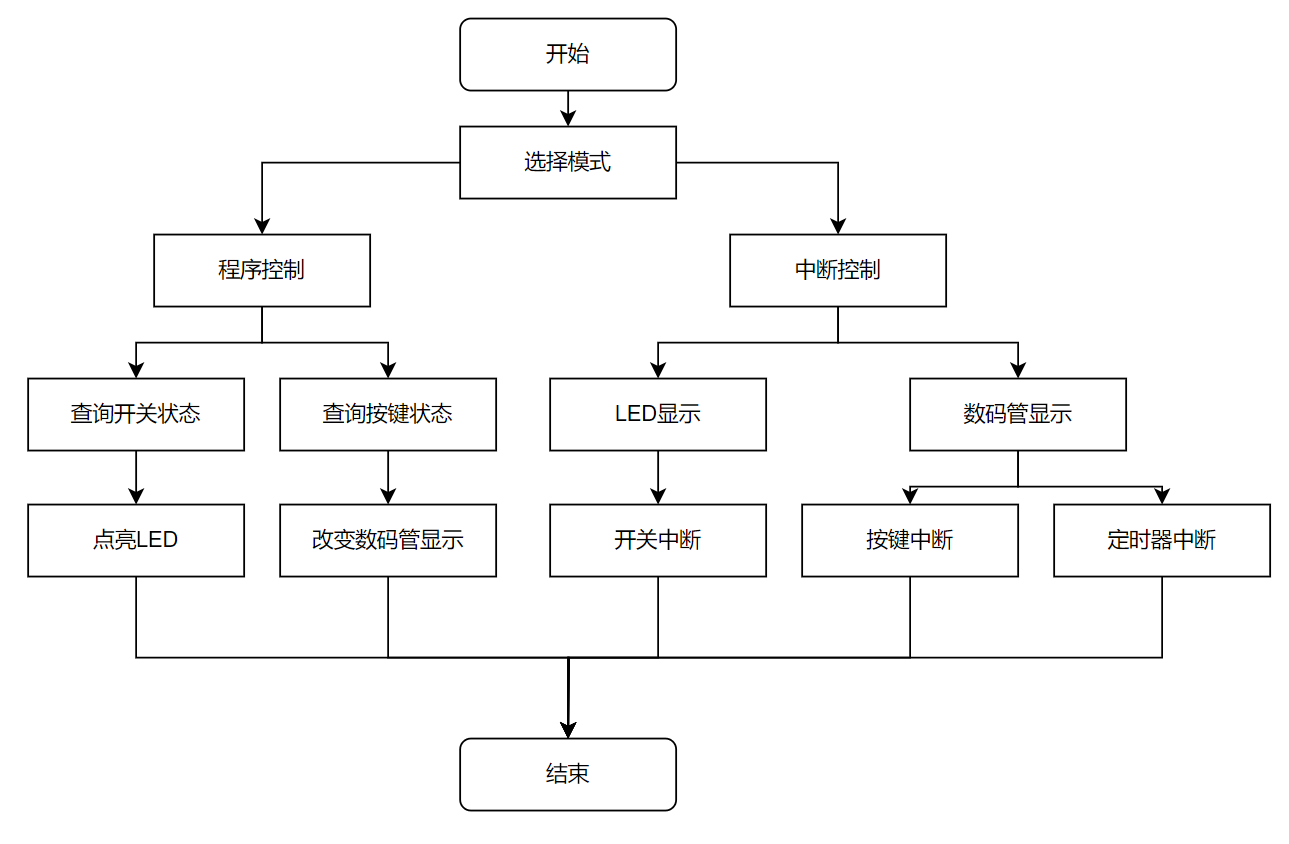 开始
选择模式
程序控制
中断控制
查询开关状态
查询按键状态
LED显示
数码管显示
点亮LED
改变数码管显示
开关中断
按键中断
定时器中断
结束